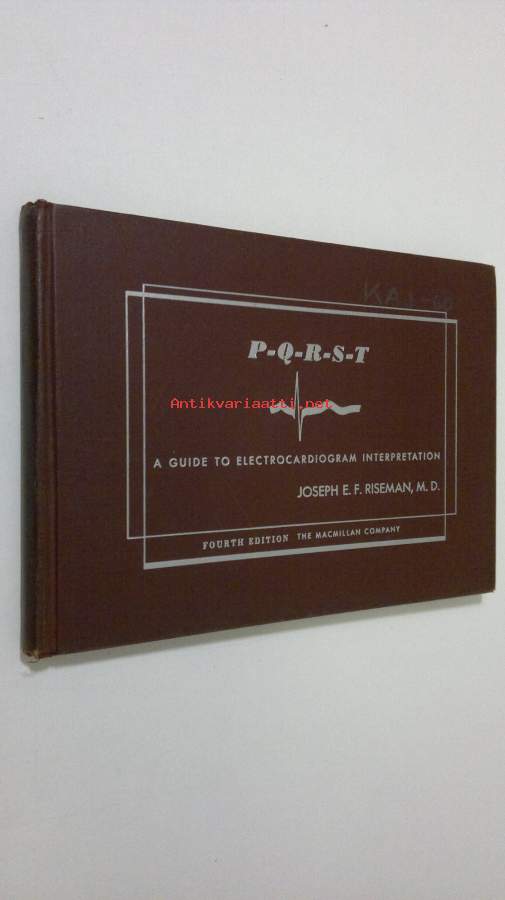 P-Q-R-S-T
Antikvariaatti.net
A GUIDE TO ELECTROCARDIOGRAM INTERPRETATION
JOSEPH E. F. RISEMAN, M. D.
FOURTH EDITION THE MACMILLAN COMPANY